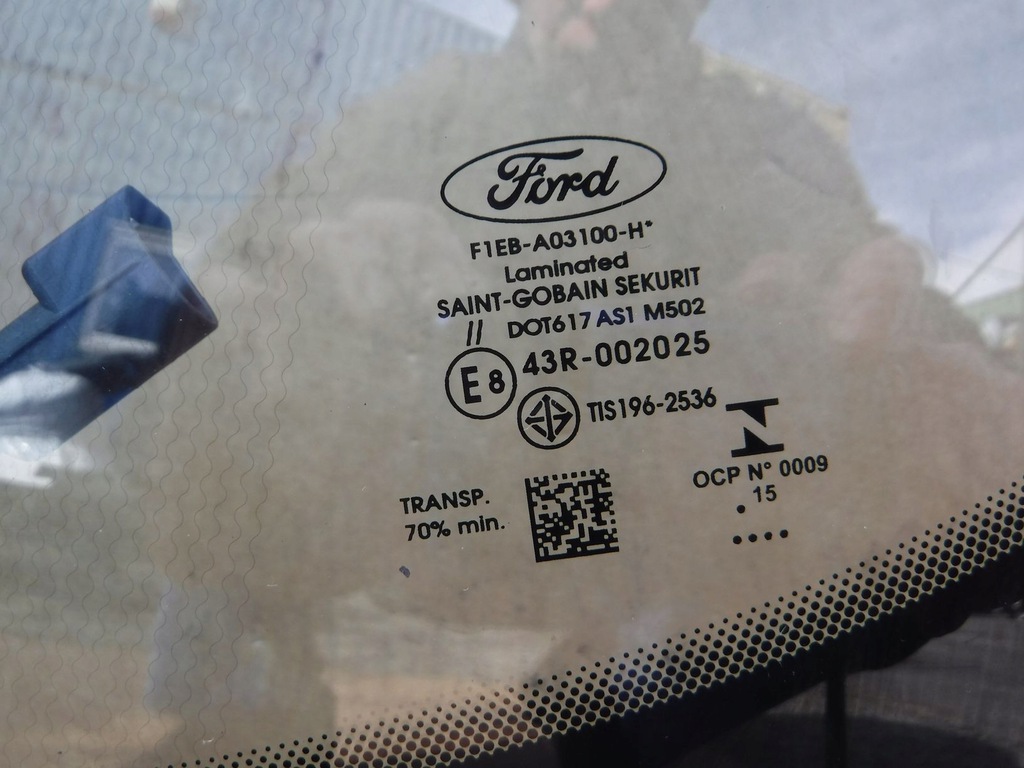 Ford
F1EB-A03100-H*
Laminated
SAINT-GOBAIN SEKURIT
// DOT617 AS1 M502
E8 43R-002025
TIS196-2536
N
OCP N° 0009
. 15
....
TRANSP.
70% min.